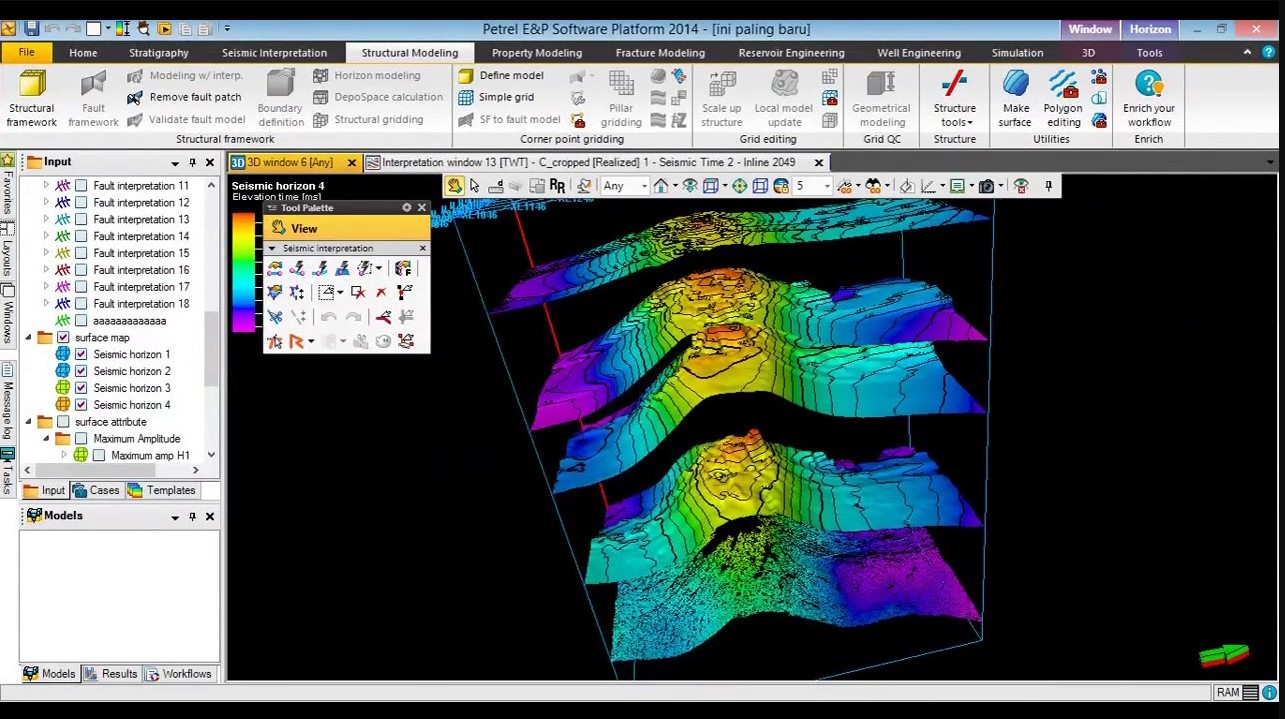 Petrel E&P Software Platform 2014 - [ini paling baru]
Window Horizon
File Home Stratigraphy Seismic Interpretation Structural Modeling Property Modeling Fracture Modeling Reservoir Engineering Well Engineering Simulation 3D Tools
Structural framework
Fault framework
Modeling w/ interp.
Remove fault patch
Validate fault model
Boundary definition
Horizon modeling
DepoSpace calculation
Structural gridding
Define model
Simple grid
SF to fault model
Pillar gridding
Scale up structure
Local model update
Geometrical modeling
Structure tools
Make surface
Polygon editing
Enrich your workflow
Structural framework Corner point gridding Grid editing Grid QC Structure Utilities Enrich
Favorites
Layouts
Windows
Message log
Tasks
Input
Fault interpretation 11
Fault interpretation 12
Fault interpretation 13
Fault interpretation 14
Fault interpretation 15
Fault interpretation 16
Fault interpretation 17
Fault interpretation 18
aaaaaaaaaaaaa
surface map
Seismic horizon 1
Seismic horizon 2
Seismic horizon 3
Seismic horizon 4
surface attribute
Maximum Amplitude
Maximum amp H1
Input Cases Templates
Models
Models Results Workflows
3D 3D window 6 [Any] Interpretation window 13 [TWT] - C_cropped [Realized] 1 - Seismic Time 2 - Inline 2049
Any 5
Seismic horizon 4
Elevation time [ms]
Tool Palette
View
Seismic interpretation
RAM